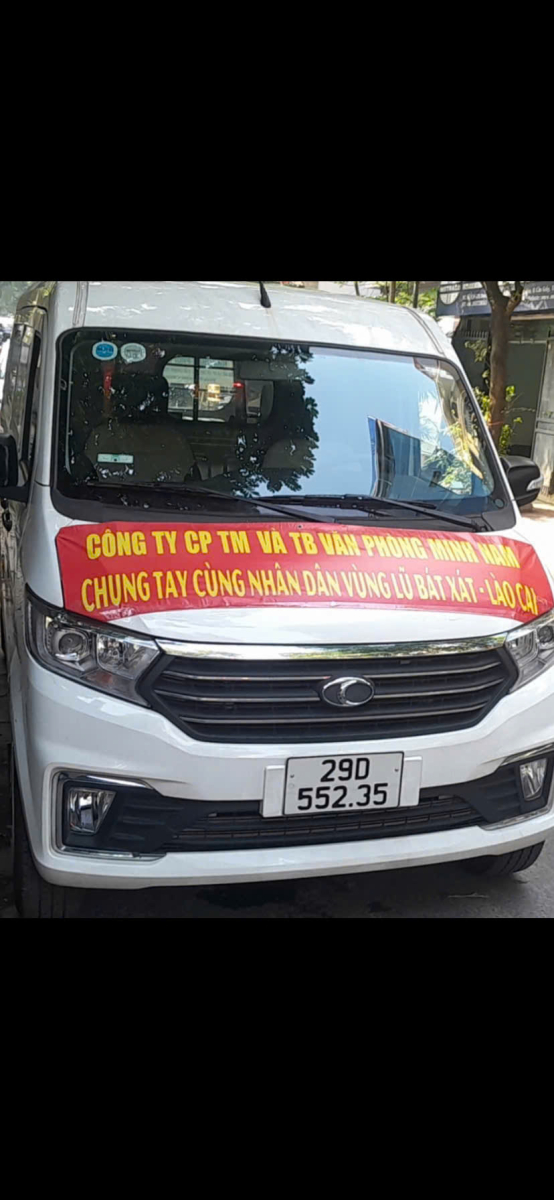 CÔNG TY CP TM VÀ TB VĂN PHÒNG MINH NAM
CHUNG TAY CÙNG NHÂN DÂN VÙNG LŨ BÁT XÁT - LÀO CAI
29D
552.35